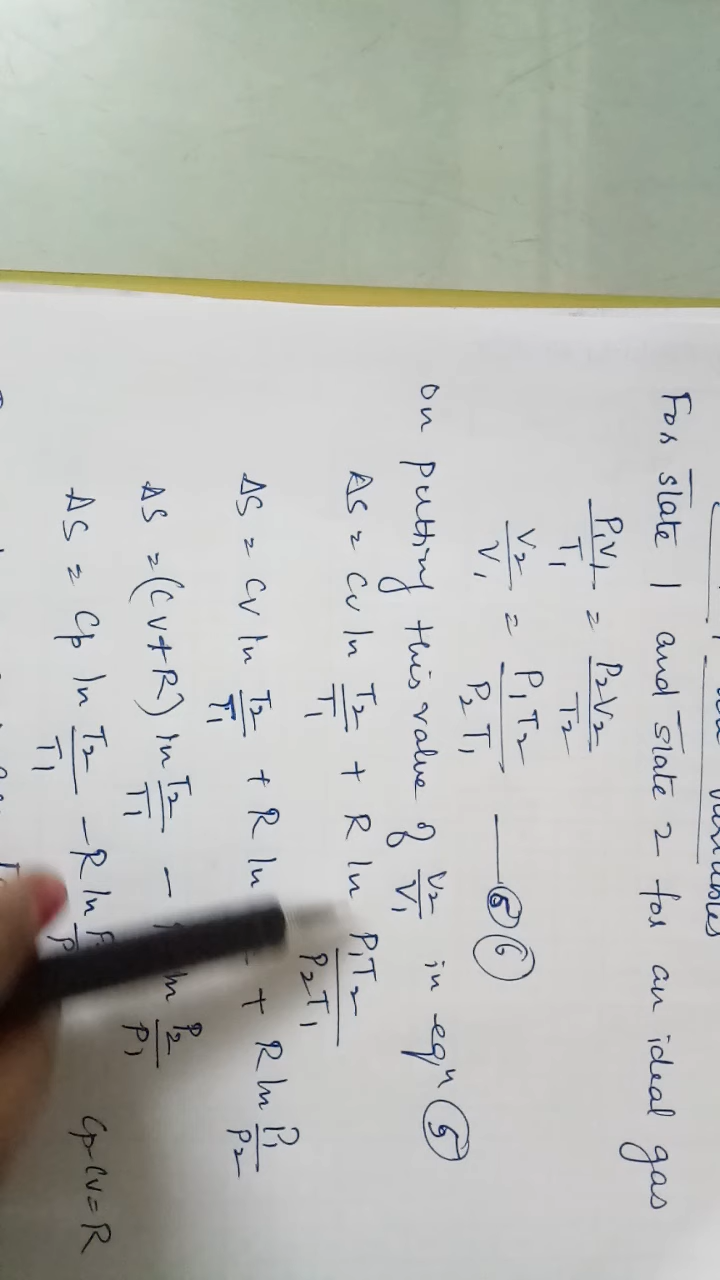 variables
For state 1 and state 2 for an ideal gas
P1V1/T1 = P2V2/T2
V2/V1 = P1T2/P2T1 — 5 6
on putting this value of V2/V1 in eqn 5
ΔS = Cv ln T2/T1 + R ln P1T2/P2T1
ΔS = Cv ln T2/T1 + R ln + R ln P1/P2
ΔS = (Cv+R) ln T2/T1 - ln P2/P1
ΔS = Cp ln T2/T1 - R ln P Cp-Cv=R